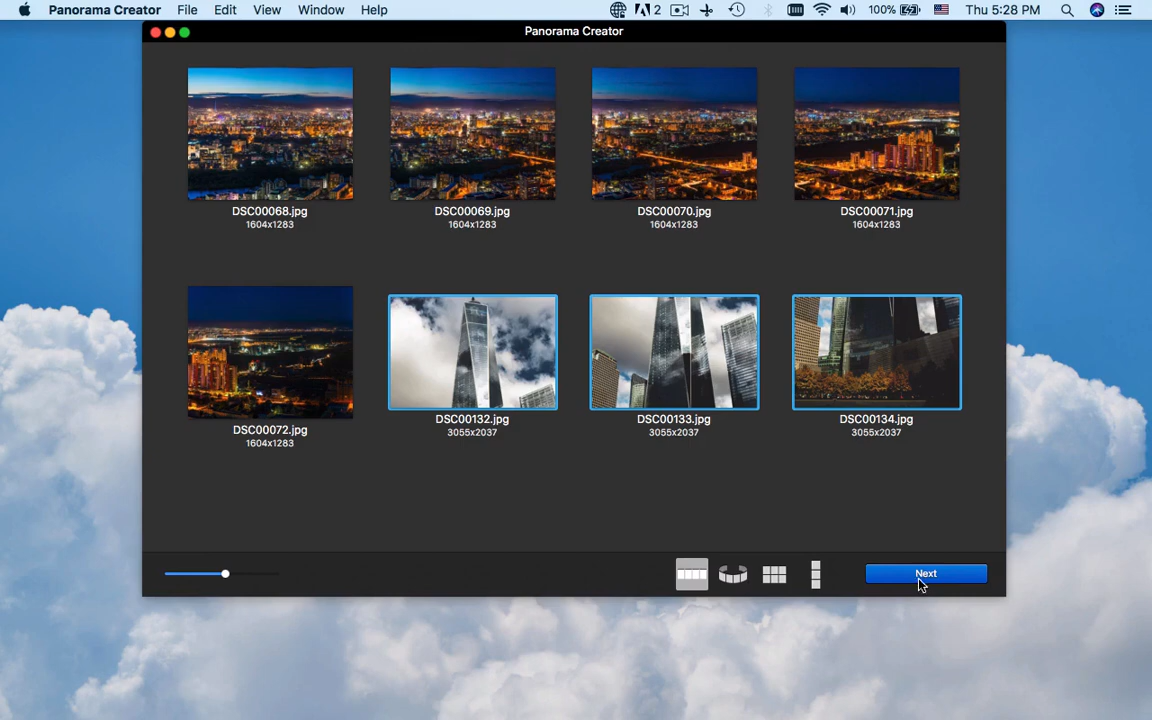 Panorama Creator File Edit View Window Help 2 100% Thu 5:28 PM
Panorama Creator
DSC00068.jpg DSC00069.jpg DSC00070.jpg DSC00071.jpg
1604x1283 1604x1283 1604x1283 1604x1283
DSC00072.jpg DSC00132.jpg DSC00133.jpg DSC00134.jpg
1604x1283 3055x2037 3055x2037 3055x2037
Next